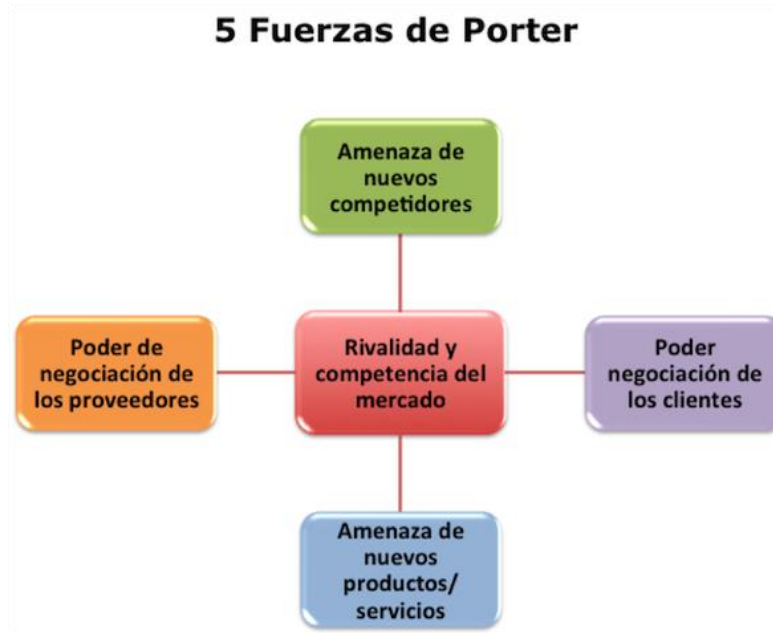 5 Fuerzas de Porter
Amenaza de
nuevos
competidores
Poder de
negociación de
los proveedores
Rivalidad y
competencia del
mercado
Poder
negociación de
los clientes
Amenaza de
nuevos
productos/
servicios